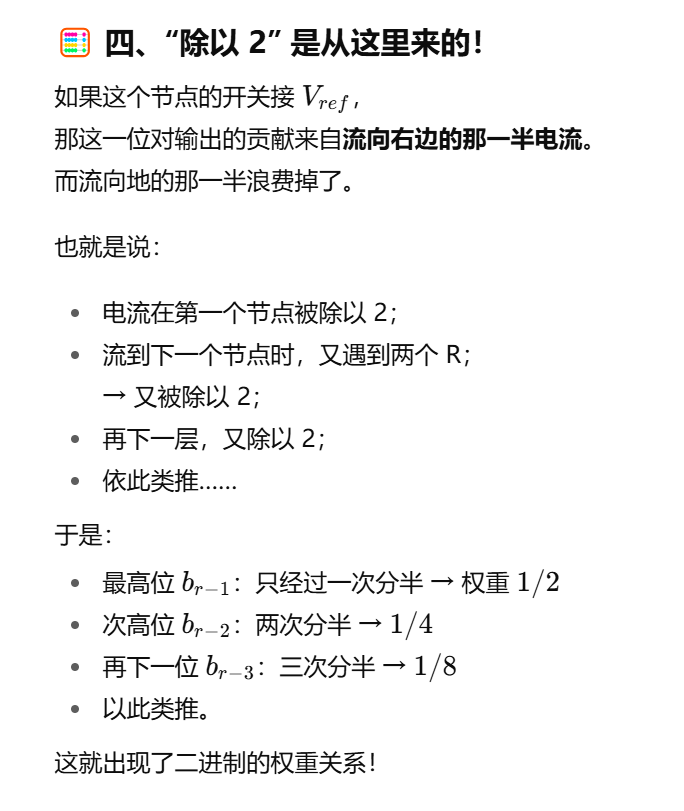 四、“除以 2” 是从这里来的！
如果这个节点的开关接 V_{ref}，
那这一位对输出的贡献来自流向右边的那一半电流。
而流向地的那一半浪费掉了。
也就是说：
• 电流在第一个节点被除以 2；
• 流到下一个节点时，又遇到两个 R；
→ 又被除以 2；
• 再下一层，又除以 2；
• 依此类推……
于是：
• 最高位 b_{r−1}：只经过一次分半 → 权重 1/2
• 次高位 b_{r−2}：两次分半 → 1/4
• 再下一位 b_{r−3}：三次分半 → 1/8
• 以此类推。
这就出现了二进制的权重关系！